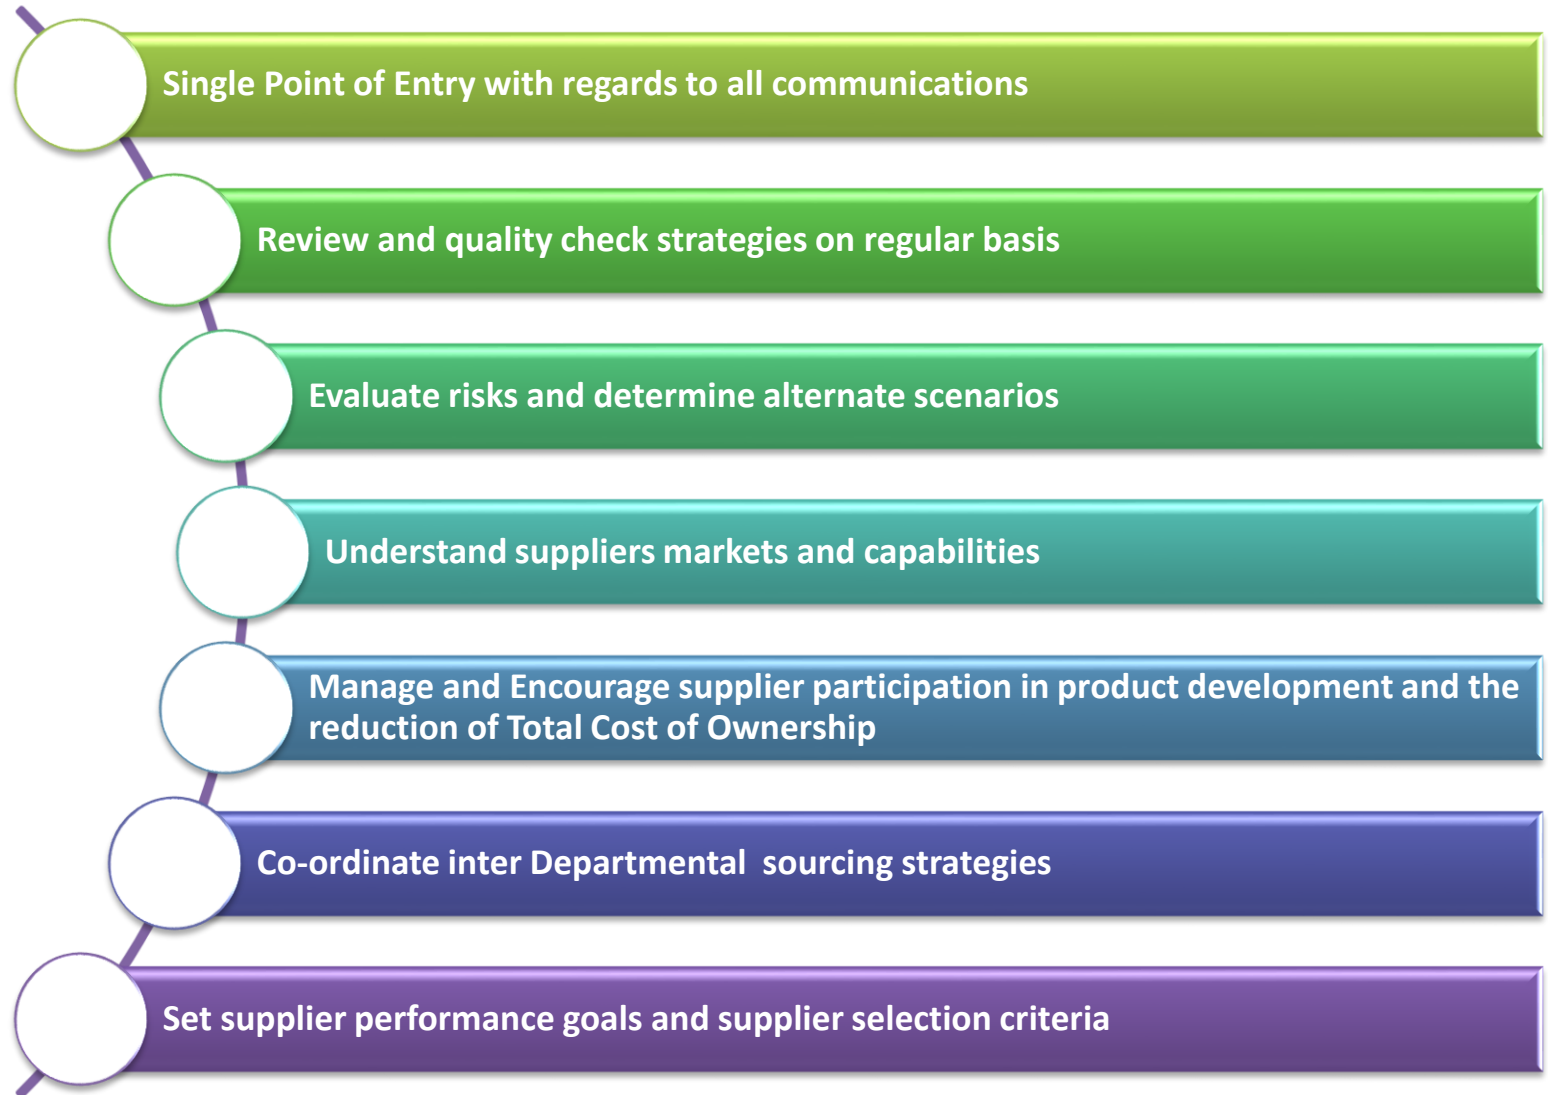 Single Point of Entry with regards to all communications
Review and quality check strategies on regular basis
Evaluate risks and determine alternate scenarios
Understand suppliers markets and capabilities
Manage and Encourage supplier participation in product development and the
reduction of Total Cost of Ownership
Co-ordinate inter Departmental  sourcing strategies
Set supplier performance goals and supplier selection criteria